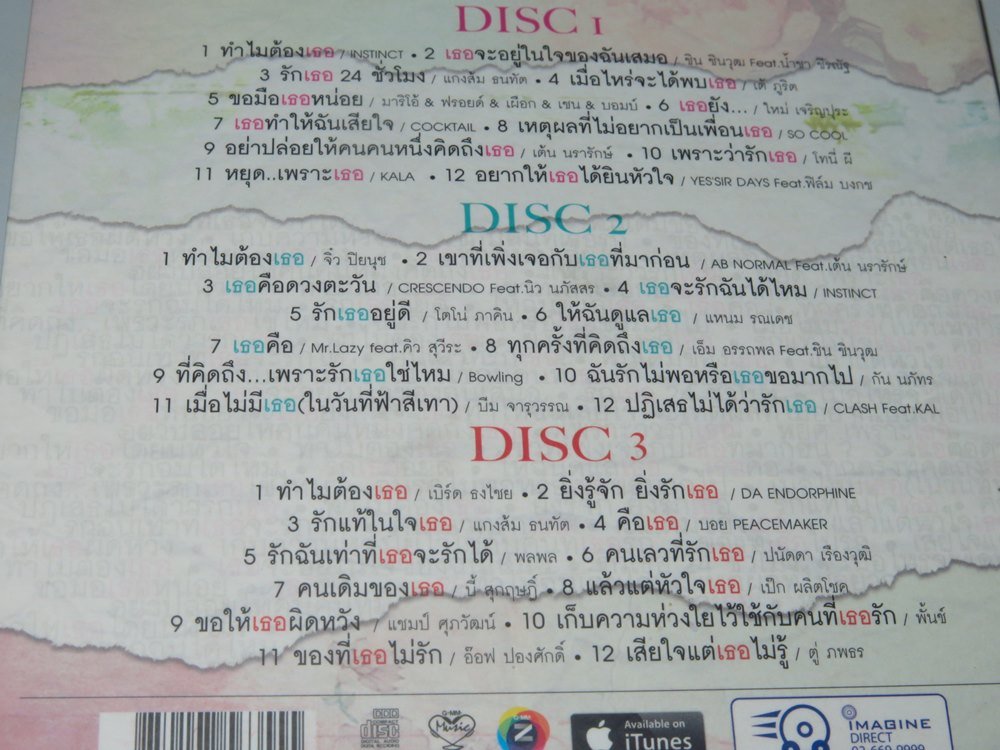 DISC 1
1 ทำไมต้องเธอ / INSTINCT • 2 เธอจะอยู่ในใจของฉันเสมอ / ชิน ชินวุฒ Feat.น้ำชา ชีรณัฐ
3 รักเธอ 24 ชั่วโมง / แกงส้ม ธนทัต • 4 เมื่อไหร่จะได้พบเธอ / เต้ ภูริต
5 ขอมือเธอหน่อย / มาริโอ้ & ฟรอยด์ & เผือก & เชน & บอมบ์ • 6 เธอยัง... / ใหม่ เจริญปุระ
7 เธอทำให้ฉันเสียใจ / COCKTAIL • 8 เหตุผลที่ไม่อยากเป็นเพื่อนเธอ / SO COOL
9 อย่าปล่อยให้คนคนหนึ่งคิดถึงเธอ / เต้น นรารักษ์ • 10 เพราะว่ารักเธอ / โทนี่ ผี
11 หยุด..เพราะเธอ / KALA • 12 อยากให้เธอได้ยินหัวใจ / YES'SIR DAYS Feat.ฟิล์ม บงกช
DISC 2
1 ทำไมต้องเธอ / จิ๋ว ปิยนุช • 2 เขาที่เพิ่งเจอกับเธอที่มาก่อน / AB NORMAL Feat.เต้น นรารักษ์
3 เธอคือดวงตะวัน / CRESCENDO Feat.นิว นภัสสร • 4 เธอจะรักฉันได้ไหม / INSTINCT
5 รักเธออยู่ดี / โตโน่ ภาคิน • 6 ให้ฉันดูแลเธอ / แหนม รณเดช
7 เธอคือ / Mr.Lazy feat.คิว สุวีระ • 8 ทุกครั้งที่คิดถึงเธอ / เอ็ม อรรถพล Feat.ชิน ชินวุฒ
9 ที่คิดถึง...เพราะรักเธอใช่ไหม / Bowling • 10 ฉันรักไม่พอหรือเธอขอมากไป / กัน นภัทร
11 เมื่อไม่มีเธอ(ในวันที่ฟ้าสีเทา) / บีม จารุวรรณ • 12 ปฏิเสธไม่ได้ว่ารักเธอ / CLASH Feat.KAL
DISC 3
1 ทำไมต้องเธอ / เบิร์ด ธงไชย • 2 ยิ่งรู้จัก ยิ่งรักเธอ / DA ENDORPHINE
3 รักแท้ในใจเธอ / แกงส้ม ธนทัต • 4 คือเธอ / บอย PEACEMAKER
5 รักฉันเท่าที่เธอจะรักได้ / พลพล • 6 คนเลวที่รักเธอ / ปนัดดา เรืองวุฒิ
7 คนเดิมของเธอ / บี้ สุกฤษฎิ์ • 8 แล้วแต่หัวใจเธอ / เป๊ก ผลิตโชค
9 ขอให้เธอผิดหวัง / แชมป์ ศุภวัฒน์ • 10 เก็บความห่วงใยไว้ใช้กับคนที่เธอรัก / พั้นช์
11 ของที่เธอไม่รัก / อ๊อฟ ปองศักดิ์ • 12 เสียใจแต่เธอไม่รู้ / ตู่ ภพธร
COMPACT
disc
DIGITAL AUDIO
G-MM
Music
G-MM
Z
Available on
iTunes
IMAGINE
DIRECT